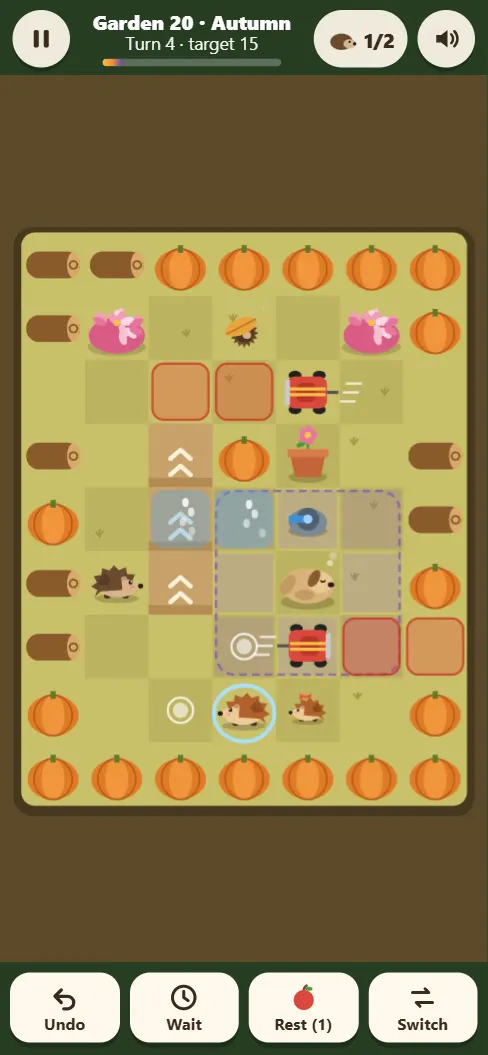 Garden 20 · Autumn
Turn 4 · target 15
1/2
Undo
Wait
Rest (1)
Switch